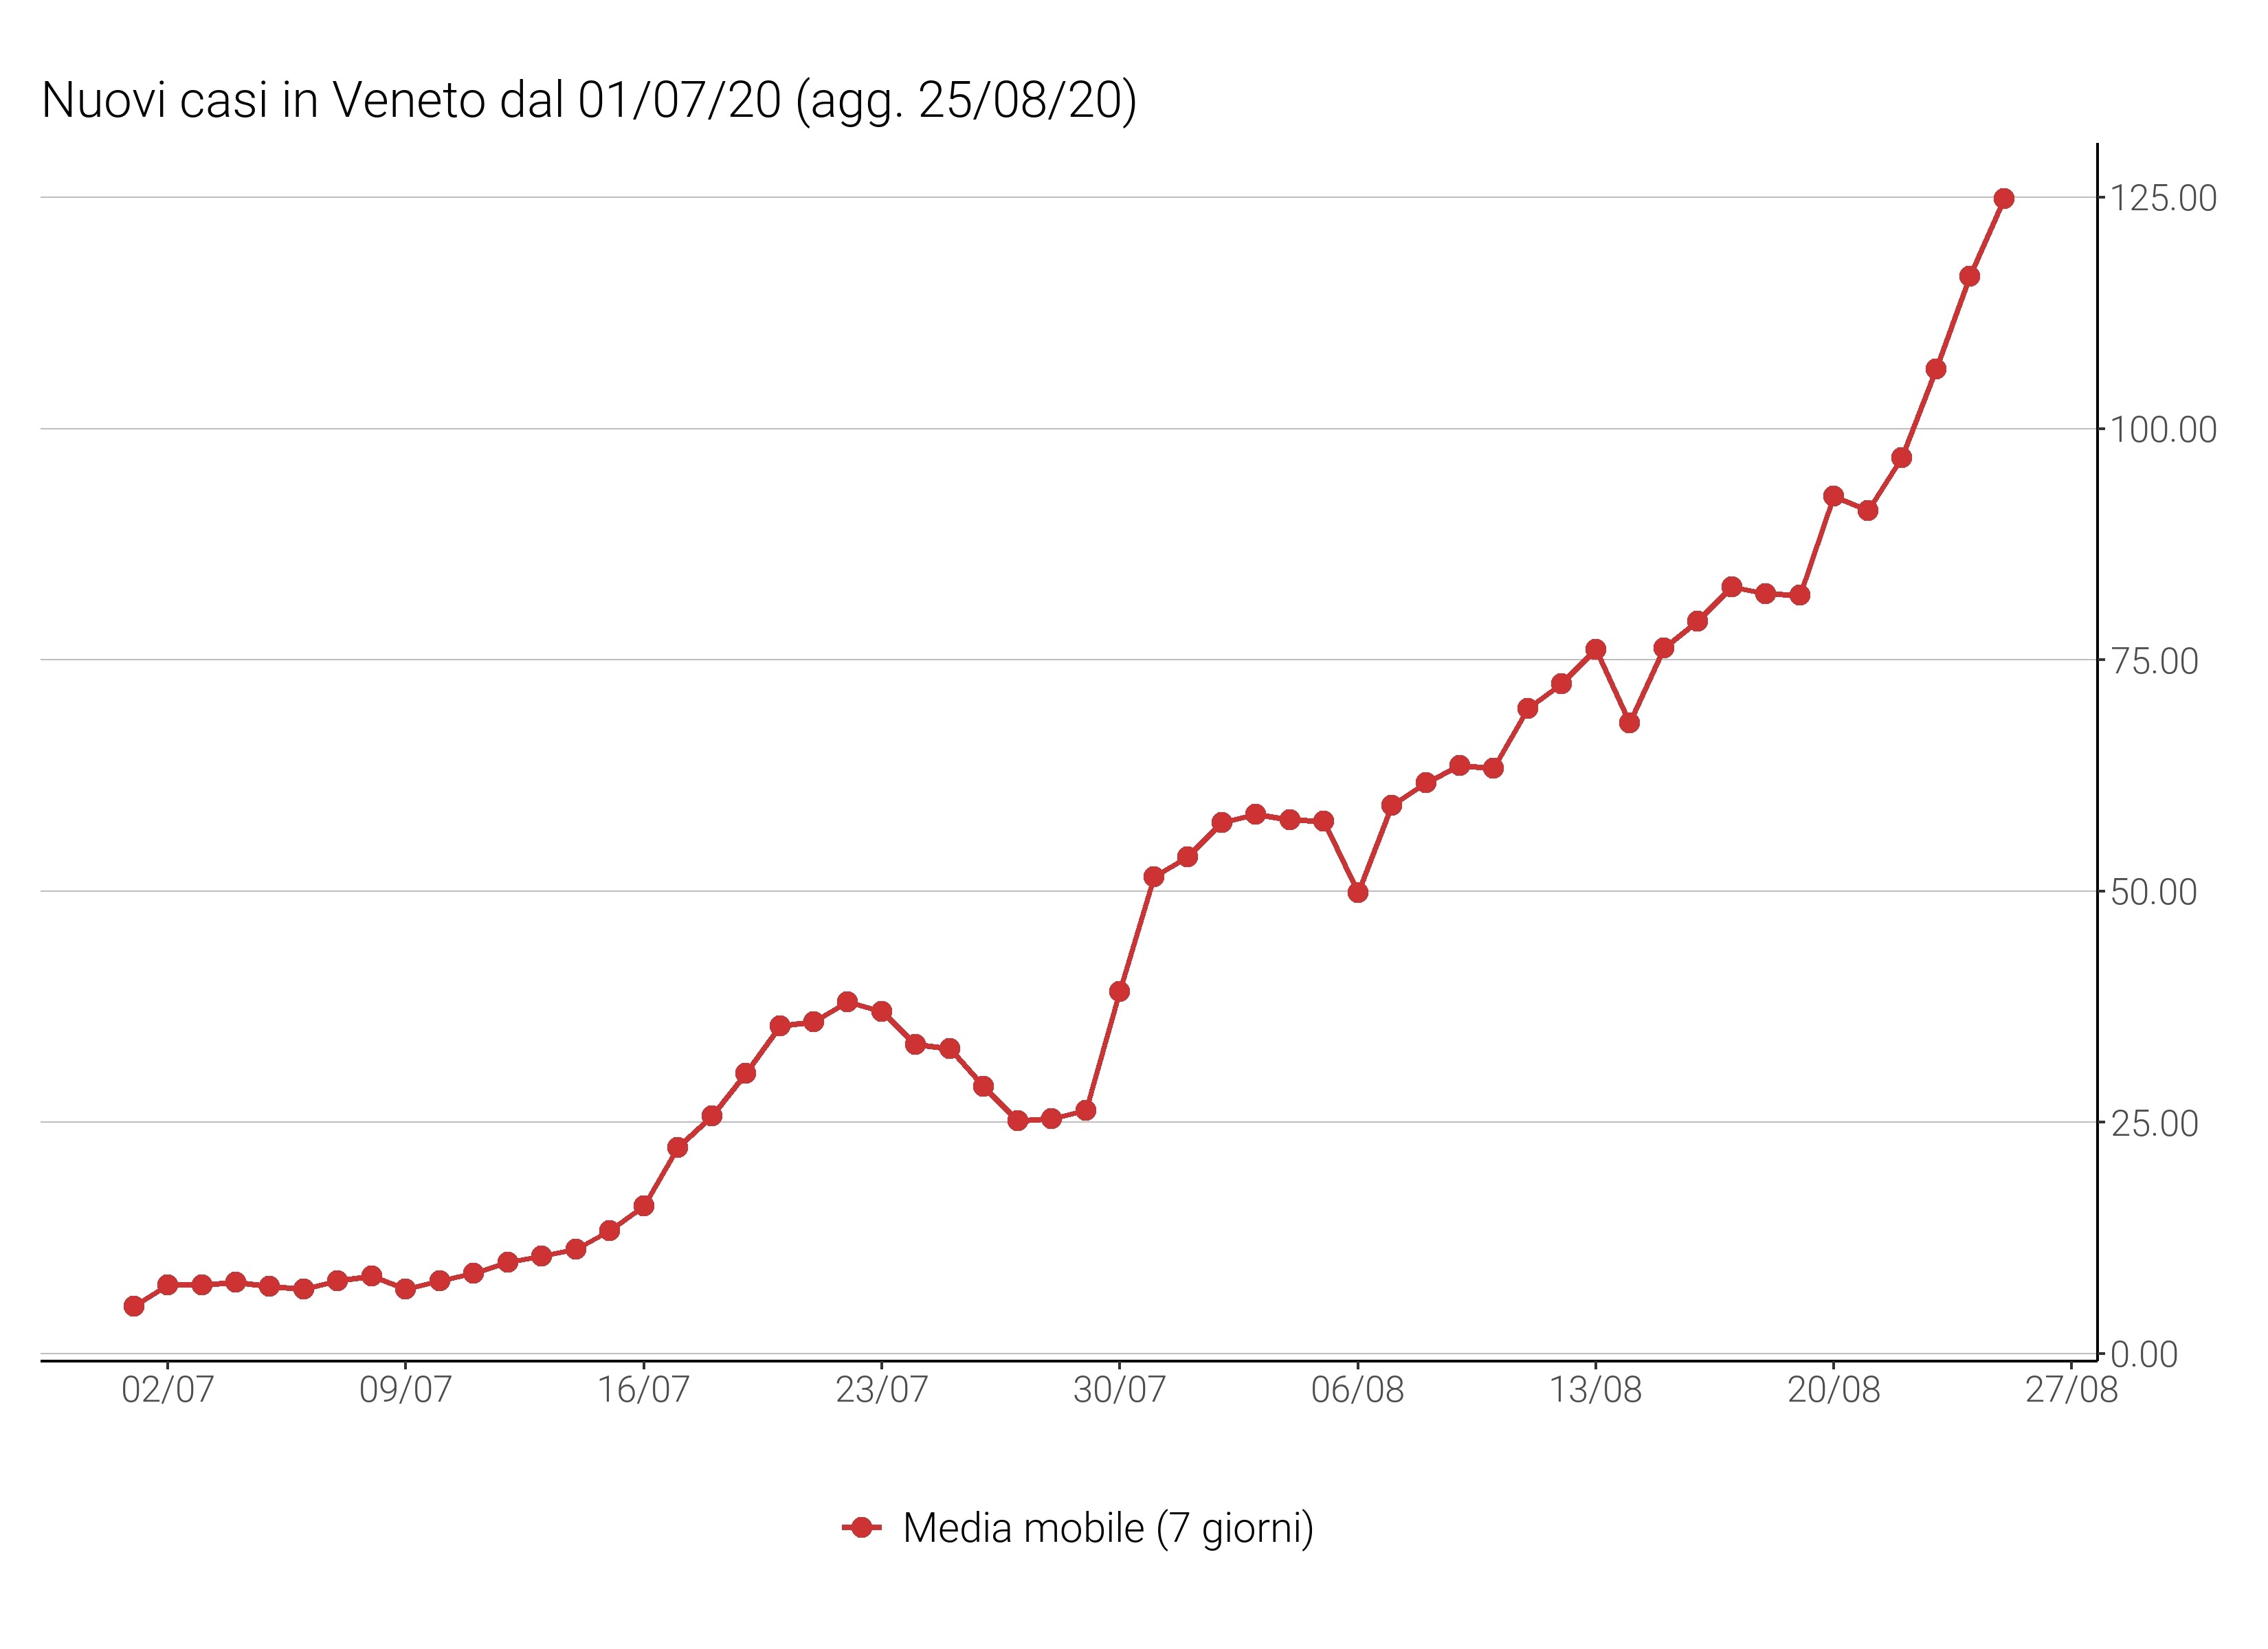 Nuovi casi in Veneto dal 01/07/20 (agg. 25/08/20)
125.00
100.00
75.00
50.00
25.00
0.00
02/07 09/07 16/07 23/07 30/07 06/08 13/08 20/08 27/08
Media mobile (7 giorni)